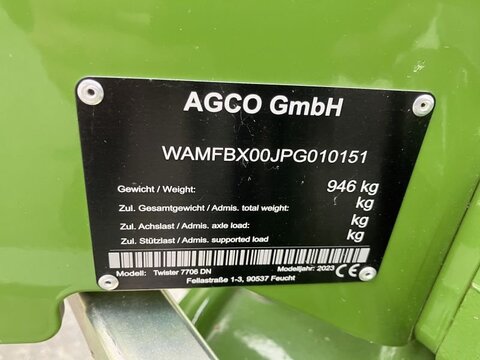 AGCO GmbH
WAMFBX00JPG010151
Gewicht / Weight: 946 kg
Zul. Gesamtgewicht / Admis. total weight: kg
Zul. Achslast / Admis. axle load: kg
Zul. Stützlast / Admis. supported load kg
Modell: Twister 7706 DN Modelljahr: 2023 CE
Fellastraße 1-3, 90537 Feucht